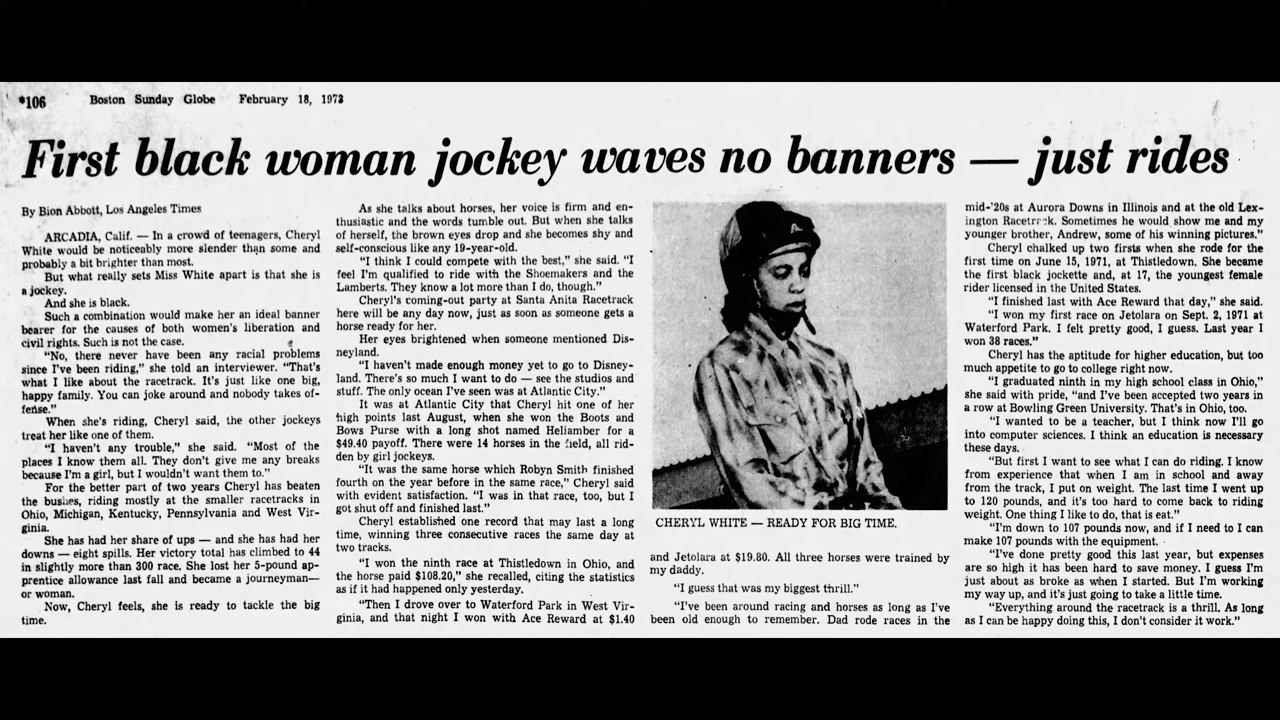 *106 Boston Sunday Globe February 18, 1973
First black woman jockey waves no banners — just rides
By Bion Abbott, Los Angeles Times
ARCADIA, Calif. — In a crowd of teenagers, Cheryl
White would be noticeably more slender than some and
probably a bit brighter than most.
But what really sets Miss White apart is that she is
a jockey.
And she is black.
Such a combination would make her an ideal banner
bearer for the causes of both women's liberation and
civil rights. Such is not the case.
"No, there never have been any racial problems
since I've been riding," she told an interviewer. "That's
what I like about the racetrack. It's just like one big,
happy family. You can joke around and nobody takes of-
fense."
When she's riding, Cheryl said, the other jockeys
treat her like one of them.
"I haven't any trouble," she said. "Most of the
places I know them all. They don't give me any breaks
because I'm a girl, but I wouldn't want them to."
For the better part of two years Cheryl has beaten
the bushes, riding mostly at the smaller racetracks in
Ohio, Michigan, Kentucky, Pennsylvania and West Vir-
ginia.
She has had her share of ups — and she has had her
downs — eight spills. Her victory total has climbed to 44
in slightly more than 300 race. She lost her 5-pound ap-
prentice allowance last fall and became a journeyman—
or woman.
Now, Cheryl feels, she is ready to tackle the big
time.
As she talks about horses, her voice is firm and en-
thusiastic and the words tumble out. But when she talks
of herself, the brown eyes drop and she becomes shy and
self-conscious like any 19-year-old.
"I think I could compete with the best," she said. "I
feel I'm qualified to ride with the Shoemakers and the
Lamberts. They know a lot more than I do, though."
Cheryl's coming-out party at Santa Anita Racetrack
here will be any day now, just as soon as someone gets a
horse ready for her.
Her eyes brightened when someone mentioned Dis-
neyland.
"I haven't made enough money yet to go to Disney-
land. There's so much I want to do — see the studios and
stuff. The only ocean I've seen was at Atlantic City."
It was at Atlantic City that Cheryl hit one of her
high points last August, when she won the Boots and
Bows Purse with a long shot named Heliamber for a
$49.40 payoff. There were 14 horses in the field, all rid-
den by girl jockeys.
"It was the same horse which Robyn Smith finished
fourth on the year before in the same race," Cheryl said
with evident satisfaction. "I was in that race, too, but I
got shut off and finished last."
Cheryl established one record that may last a long
time, winning three consecutive races the same day at
two tracks.
"I won the ninth race at Thistledown in Ohio, and
the horse paid $108.20," she recalled, citing the statistics
as if it had happened only yesterday.
"Then I drove over to Waterford Park in West Vir-
ginia, and that night I won with Ace Reward at $1.40
CHERYL WHITE — READY FOR BIG TIME.
and Jetolara at $19.80. All three horses were trained by
my daddy.
"I guess that was my biggest thrill."
"I've been around racing and horses as long as I've
been old enough to remember. Dad rode races in the
mid-'20s at Aurora Downs in Illinois and at the old Lex-
ington Racetrack. Sometimes he would show me and my
younger brother, Andrew, some of his winning pictures."
Cheryl chalked up two firsts when she rode for the
first time on June 15, 1971, at Thistledown. She became
the first black jockette and, at 17, the youngest female
rider licensed in the United States.
"I finished last with Ace Reward that day," she said.
"I won my first race on Jetolara on Sept. 2, 1971 at
Waterford Park. I felt pretty good, I guess. Last year I
won 38 races."
Cheryl has the aptitude for higher education, but too
much appetite to go to college right now.
"I graduated ninth in my high school class in Ohio,"
she said with pride, "and I've been accepted two years in
a row at Bowling Green University. That's in Ohio, too.
"I wanted to be a teacher, but I think now I'll go
into computer sciences. I think an education is necessary
these days.
"But first I want to see what I can do riding. I know
from experience that when I am in school and away
from the track, I put on weight. The last time I went up
to 120 pounds, and it's too hard to come back to riding
weight. One thing I like to do, that is eat."
"I'm down to 107 pounds now, and if I need to I can
make 107 pounds with the equipment.
"I've done pretty good this last year, but expenses
are so high it has been hard to save money. I guess I'm
just about as broke as when I started. But I'm working
my way up, and it's just going to take a little time.
"Everything around the racetrack is a thrill. As long
as I can be happy doing this, I don't consider it work."